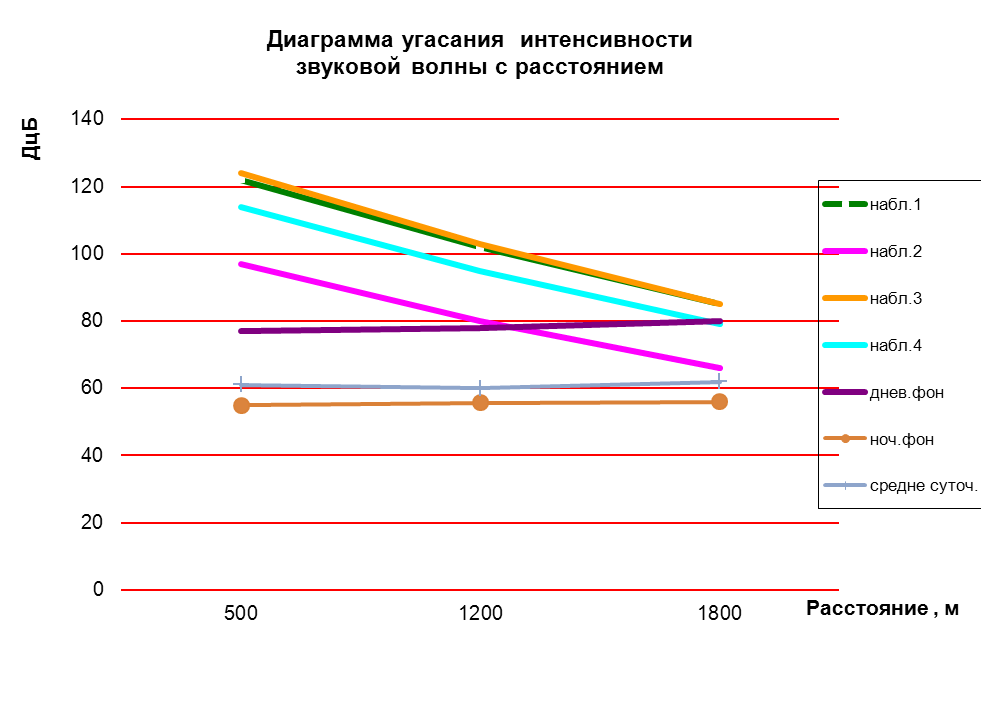 Диаграмма угасания интенсивности
звуковой волны с расстоянием
ДцБ
140
120
100
80
60
40
20
0
500 1200 1800
Расстояние , м
набл.1
набл.2
набл.3
набл.4
днев.фон
ноч.фон
средне суточ.